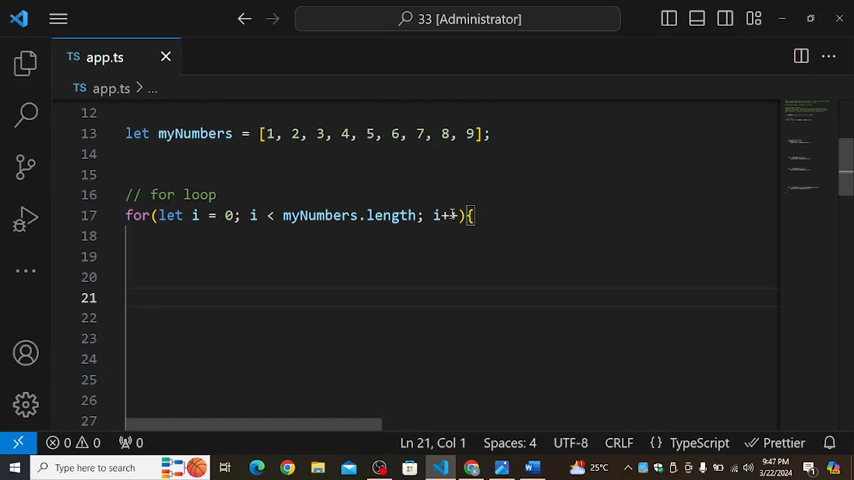 33 [Administrator]
TS app.ts
TS app.ts > ...
12
13 let myNumbers = [1, 2, 3, 4, 5, 6, 7, 8, 9];
14
15
16 // for loop
17 for(let i = 0; i < myNumbers.length; i++){
18
19
20
21
22
23
24
25
26
27
0 0 0 Ln 21, Col 1 Spaces: 4 UTF-8 CRLF {} TypeScript Prettier
Type here to search 25°C 9:47 PM
3/22/2024